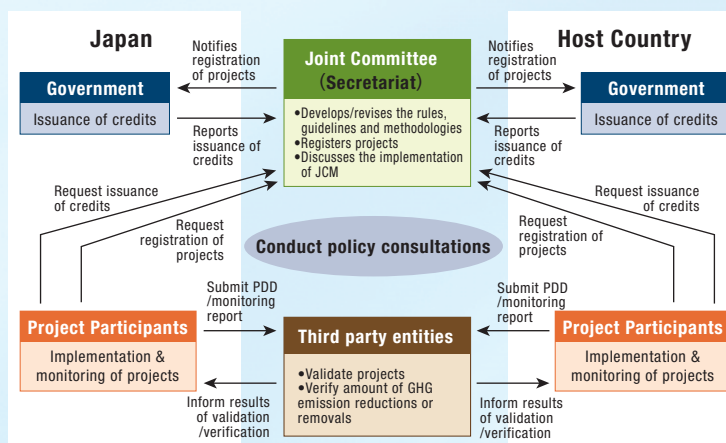 Japan
Host Country
Notifies
registration
of projects
Joint Committee
(Secretariat)
•Develops/revises the rules,
guidelines and methodologies
•Registers projects
•Discusses the implementation
of JCM
Notifies
registration
of projects
Government
Issuance of credits
Government
Issuance of credits
Reports
issuance of
credits
Reports
issuance of
credits
Request issuance
of credits
Request
registration of
projects
Conduct policy consultations
Request issuance
of credits
Request
registration of
projects
Submit PDD
/monitoring
report
Submit PDD
/monitoring
report
Project Participants
Implementation &
monitoring of projects
Third party entities
•Validate projects
•Verify amount of GHG
emission reductions or
removals
Project Participants
Implementation &
monitoring of projects
Inform results
of validation
/verification
Inform results
of validation
/verification